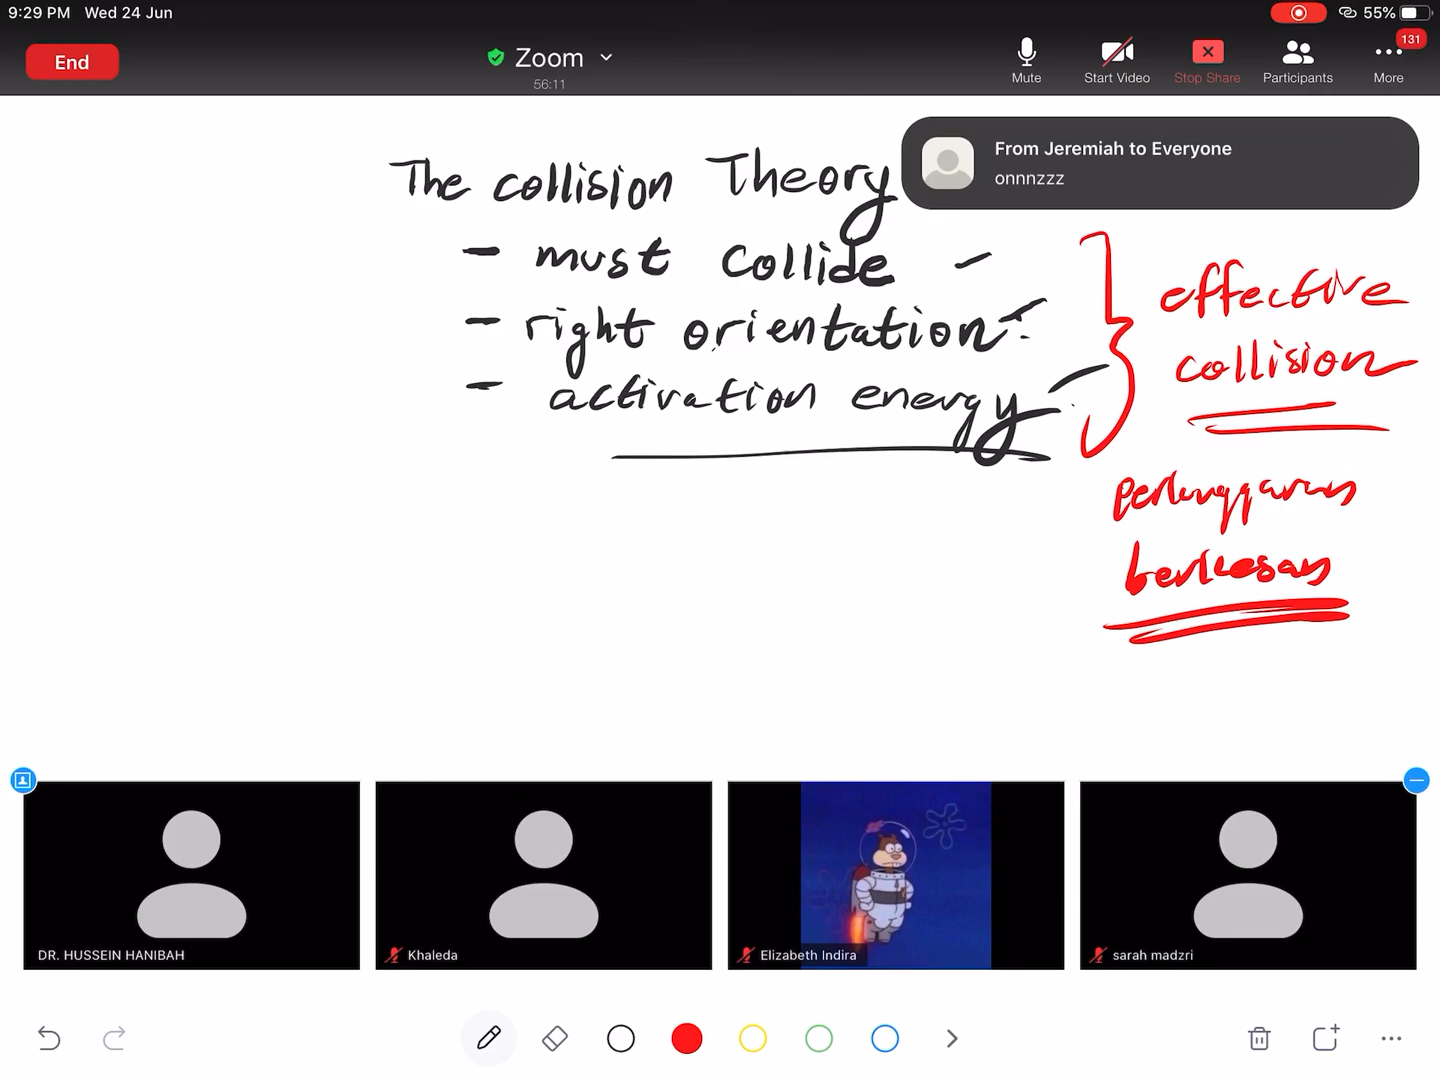 9:29 PM Wed 24 Jun
55%
End
Zoom
56:11
Mute
Start Video
Stop Share
Participants
More
131
From Jeremiah to Everyone
onnnzzz
The collision Theory
- must collide
- right orientation
- activation energy
effective
collision
perlanggaran
berkesan
DR. HUSSEIN HANIBAH
Khaleda
Elizabeth Indira
sarah madzri